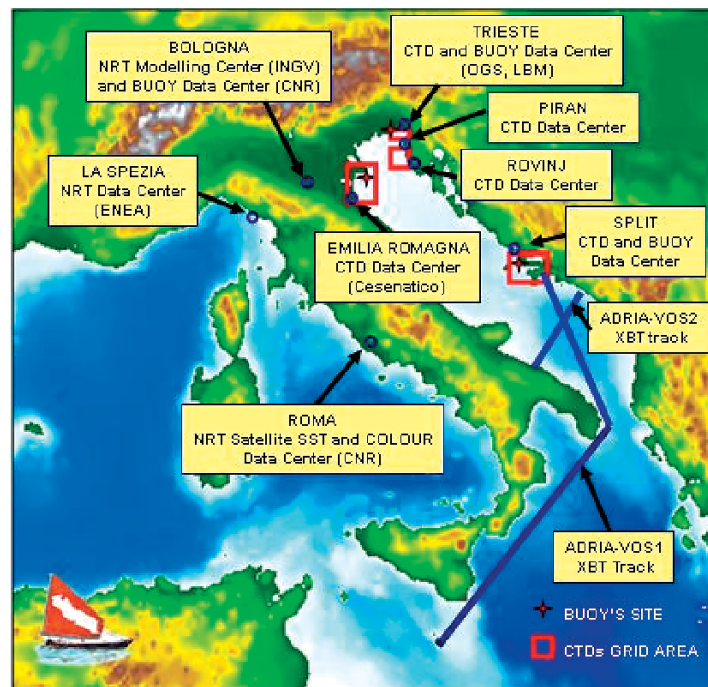 BOLOGNA
NRT Modelling Center (INGV)
and BUOY Data Center (CNR)
TRIESTE
CTD and BUOY Data Center
(OGS, LBM)
PIRAN
CTD Data Center
LA SPEZIA
NRT Data Center
(ENEA)
ROVINJ
CTD Data Center
EMILIA ROMAGNA
CTD Data Center
(Cesenatico)
SPLIT
CTD and BUOY
Data Center
ADRIA-VOS2
XBT track
ROMA
NRT Satellite SST and COLOUR
Data Center (CNR)
ADRIA-VOS1
XBT Track
BUOY'S SITE
CTDs GRID AREA